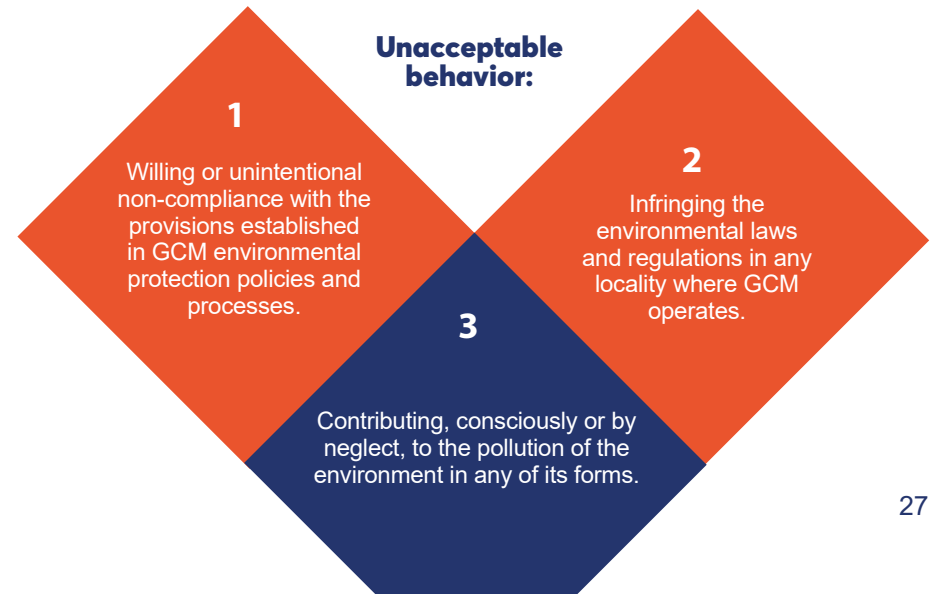 Unacceptable
behavior:
1
Willing or unintentional
non-compliance with the
provisions established
in GCM environmental
protection policies and
processes.
2
Infringing the
environmental laws
and regulations in any
locality where GCM
operates.
3
Contributing, consciously or by
neglect, to the pollution of the
environment in any of its forms.
27